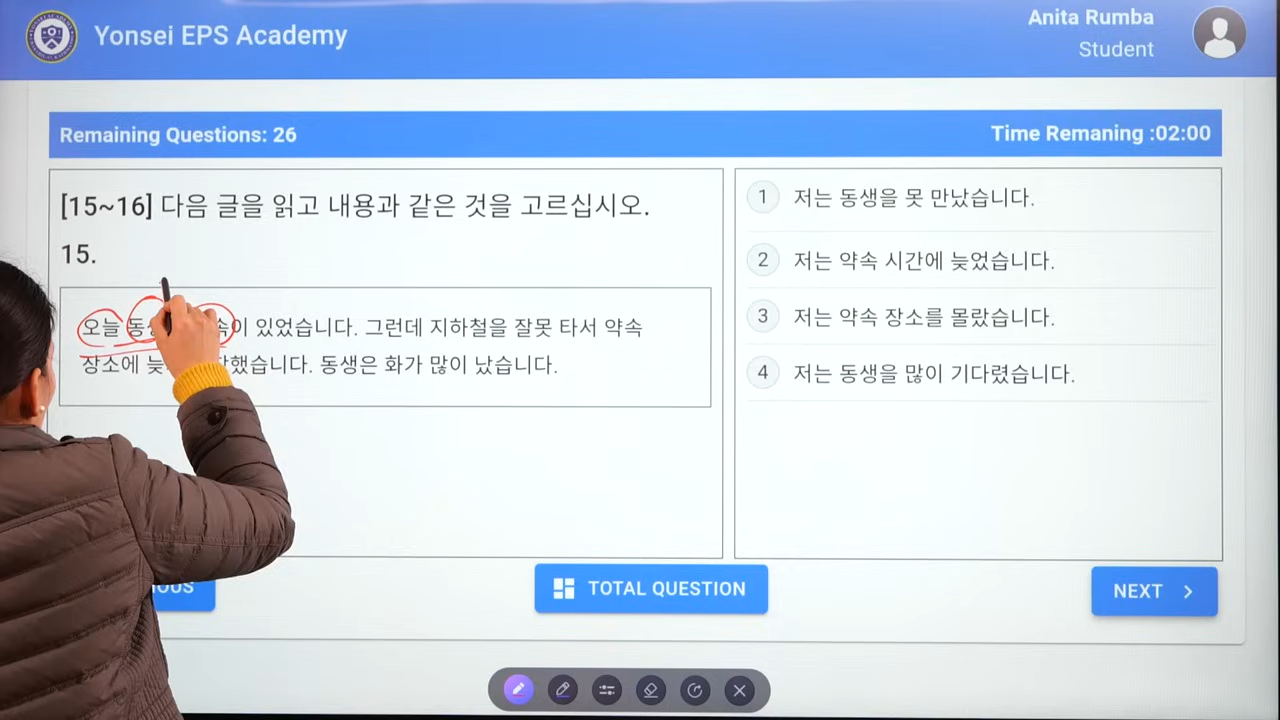 Yonsei EPS Academy
Anita Rumba
Student
Remaining Questions: 26
Time Remaning :02:00
[15~16] 다음 글을 읽고 내용과 같은 것을 고르십시오.
15.
오늘 있었습니다. 그런데 지하철을 잘못 타서 약속
장소에 동생은 화가 많이 났습니다.
1 저는 동생을 못 만났습니다.
2 저는 약속 시간에 늦었습니다.
3 저는 약속 장소를 몰랐습니다.
4 저는 동생을 많이 기다렸습니다.
TOTAL QUESTION
NEXT